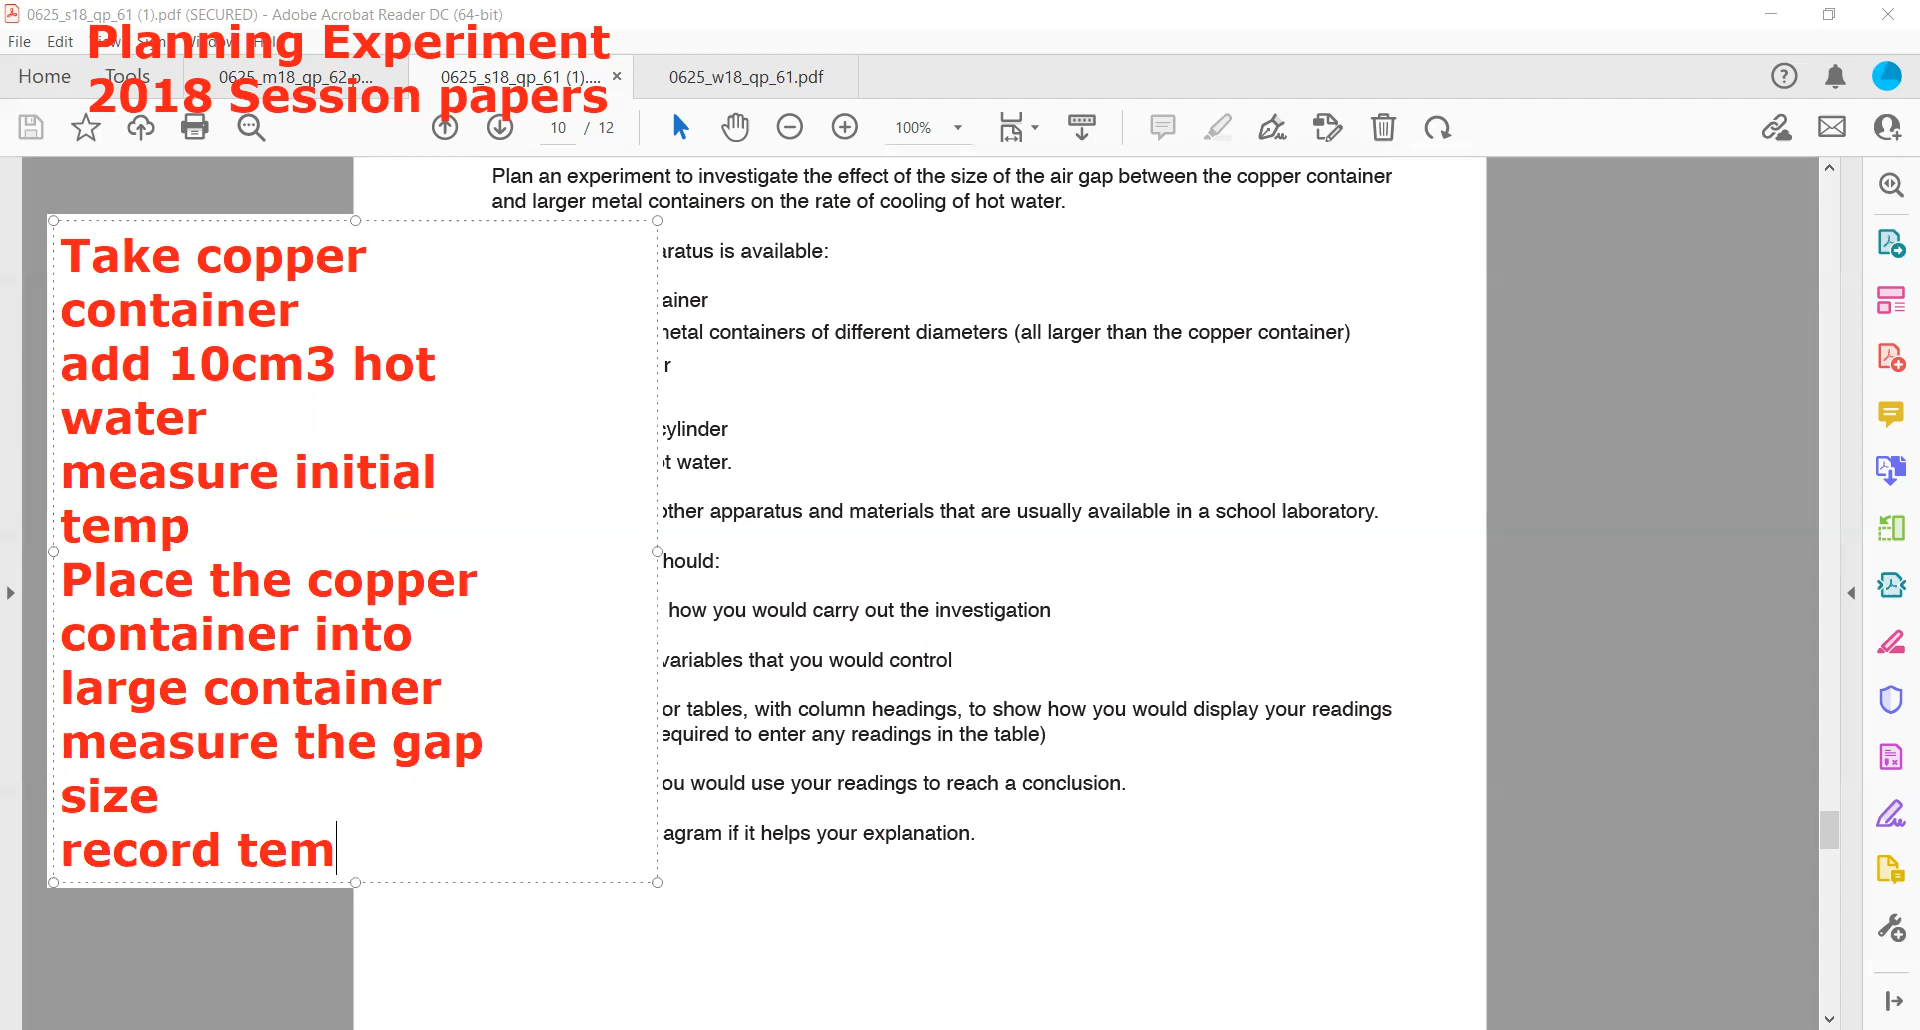 0625_s18_qp_61 (1).pdf (SECURED) - Adobe Acrobat Reader DC (64-bit)
Planning Experiment
File Edit View Sign Window Help
Home Tools 0625_m18_qp_62.p... 0625_s18_qp_61 (1).... × 0625_w18_qp_61.pdf
2018 Session papers
10 / 12 100%
Plan an experiment to investigate the effect of the size of the air gap between the copper container
and larger metal containers on the rate of cooling of hot water.
Take copper
container
add 10cm3 hot
water
measure initial
temp
Place the copper
container into
large container
measure the gap
size
record tem
ratus is available:
ainer
etal containers of different diameters (all larger than the copper container)
r
ylinder
t water.
ther apparatus and materials that are usually available in a school laboratory.
hould:
how you would carry out the investigation
variables that you would control
or tables, with column headings, to show how you would display your readings
equired to enter any readings in the table)
ou would use your readings to reach a conclusion.
agram if it helps your explanation.